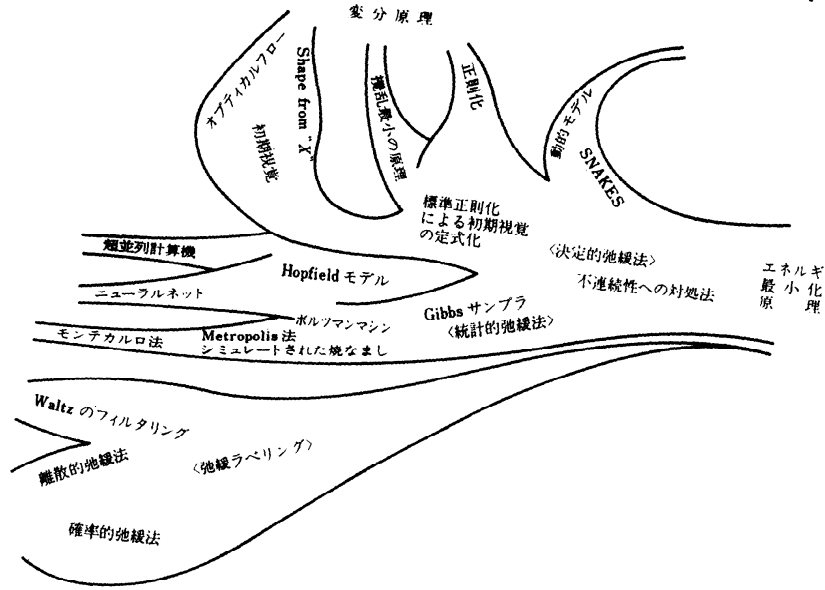 変分原理
オプティカルフロー
Shape from "X"
撹乱最小の原理
正則化
動的モデル
SNAKES
初期視覚
標準正則化
による初期視覚
の定式化
〈決定的弛緩法〉
不連続性への対処法
エネルギ
最小化
原理
超並列計算機
Hopfield モデル
ニューラルネット
ボルツマンマシン
Gibbs サンプラ
〈統計的弛緩法〉
モンテカルロ法
Metropolis 法
シミュレートされた焼なまし
Waltz のフィルタリング
離散的弛緩法
〈弛緩ラベリング〉
確率的弛緩法